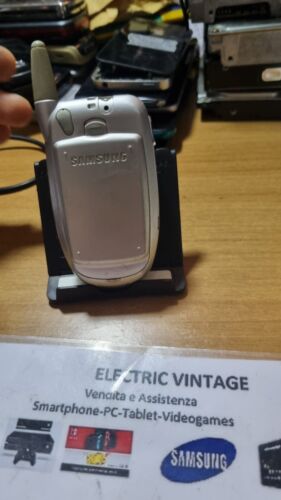 SAMSUNG
ELECTRIC VINTAGE
Vendita e Assistenza
Smartphone-PC-Tablet-Videogames
SAMSUNG